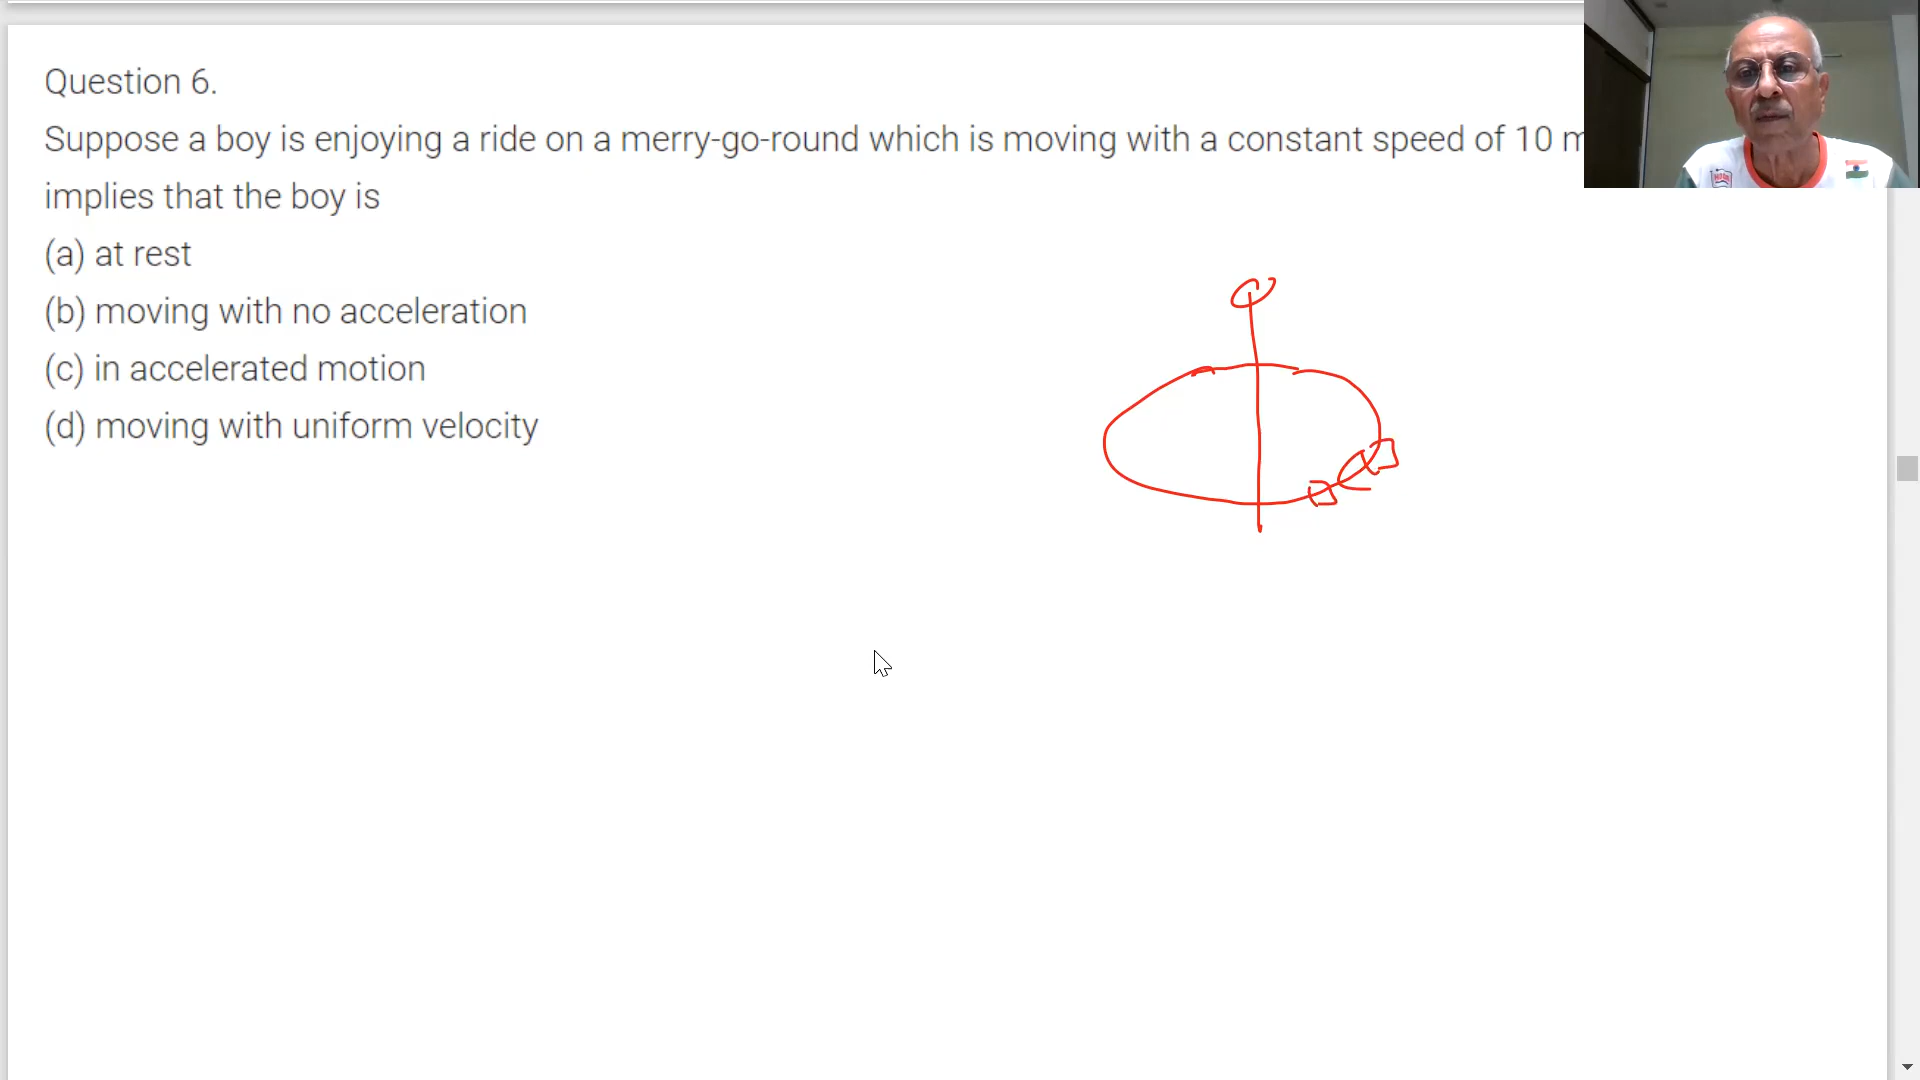 Question 6.
Suppose a boy is enjoying a ride on a merry-go-round which is moving with a constant speed of 10 m
implies that the boy is
(a) at rest
(b) moving with no acceleration
(c) in accelerated motion
(d) moving with uniform velocity